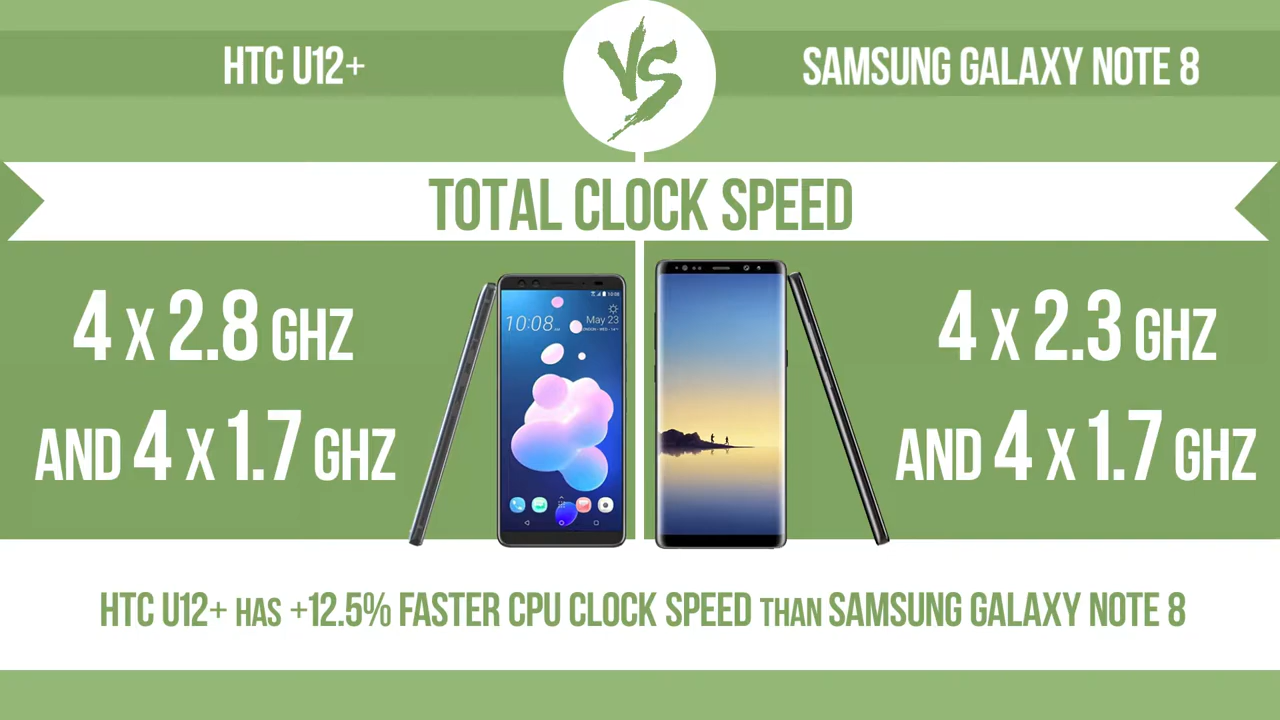 HTC U12+
VS
SAMSUNG GALAXY NOTE 8
TOTAL CLOCK SPEED
4 X 2.8 GHZ
AND 4 X 1.7 GHZ
10:08
10:08
May 23
4 X 2.3 GHZ
AND 4 X 1.7 GHZ
HTC U12+ HAS +12.5% FASTER CPU CLOCK SPEED THAN SAMSUNG GALAXY NOTE 8